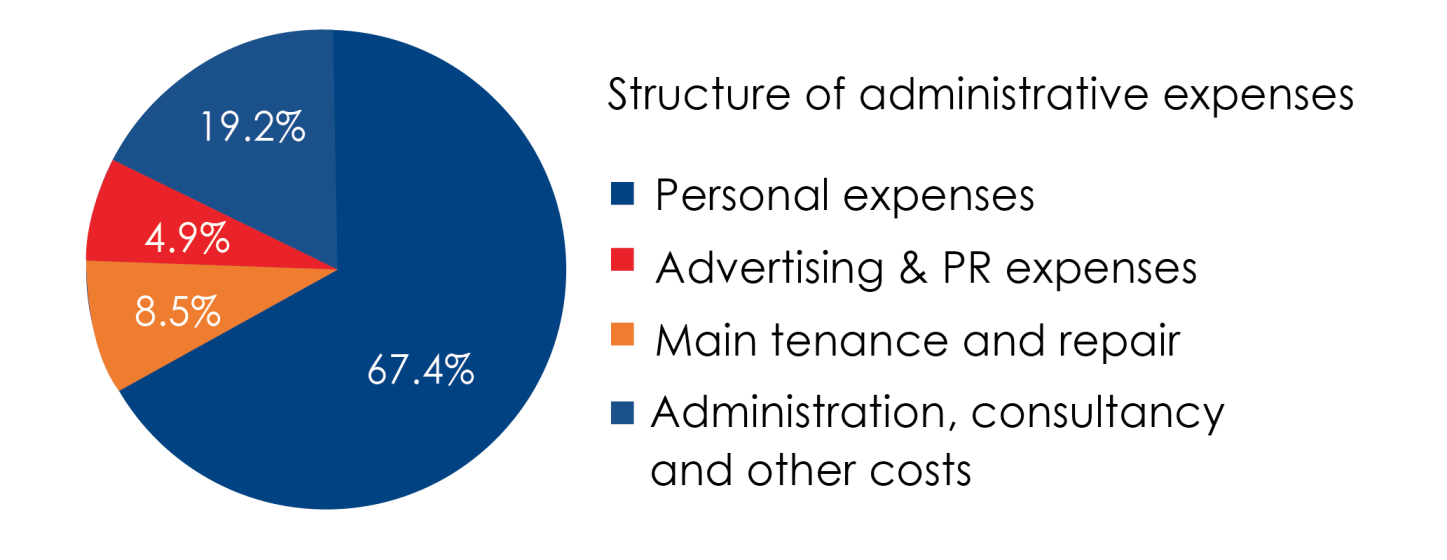 Structure of administrative expenses
19.2%
4.9%
8.5%
67.4%
Personal expenses
Advertising & PR expenses
Main tenance and repair
Administration, consultancy
and other costs